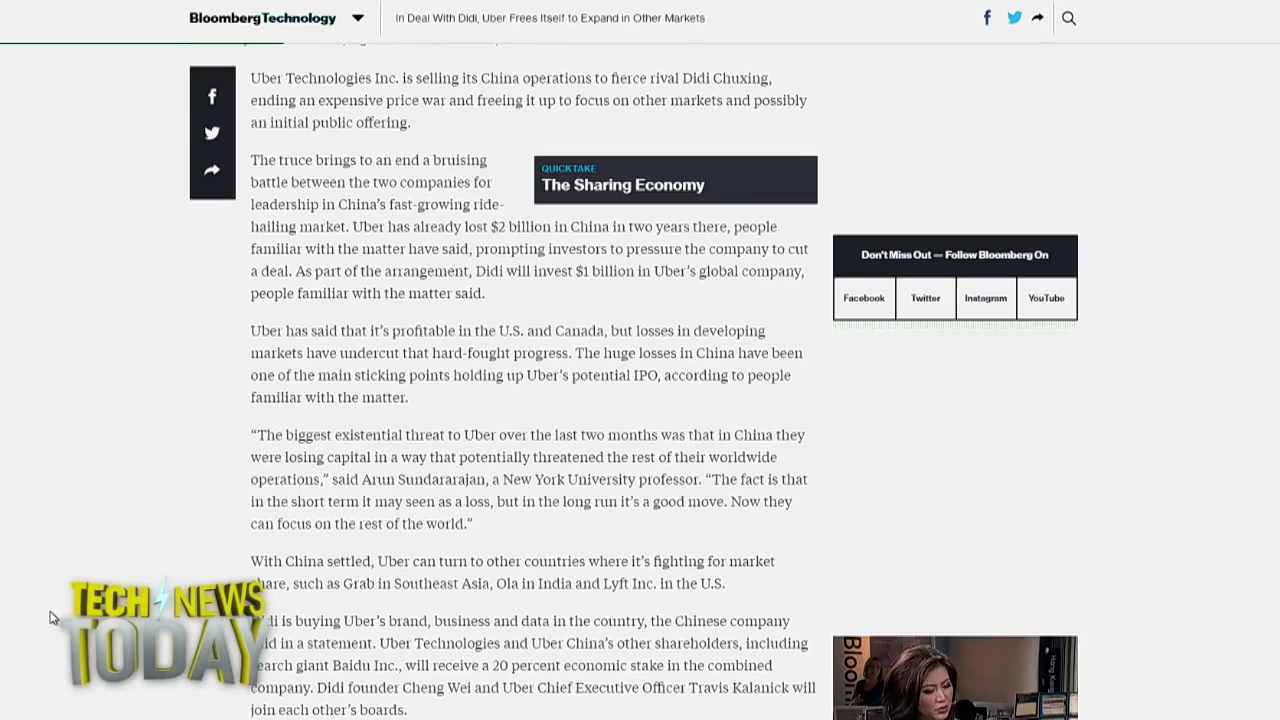 BloombergTechnology
In Deal With Didi, Uber Frees Itself to Expand in Other Markets
Uber Technologies Inc. is selling its China operations to fierce rival Didi Chuxing,
ending an expensive price war and freeing it up to focus on other markets and possibly
an initial public offering.
The truce brings to an end a bruising
battle between the two companies for
leadership in China’s fast-growing ride-
QUICKTAKE
The Sharing Economy
hailing market. Uber has already lost $2 billion in China in two years there, people
familiar with the matter have said, prompting investors to pressure the company to cut
a deal. As part of the arrangement, Didi will invest $1 billion in Uber’s global company,
people familiar with the matter said.
Don't Miss Out — Follow Bloomberg On
Facebook
Twitter
Instagram
YouTube
Uber has said that it’s profitable in the U.S. and Canada, but losses in developing
markets have undercut that hard-fought progress. The huge losses in China have been
one of the main sticking points holding up Uber’s potential IPO, according to people
familiar with the matter.
“The biggest existential threat to Uber over the last two months was that in China they
were losing capital in a way that potentially threatened the rest of their worldwide
operations,” said Arun Sundararajan, a New York University professor. “The fact is that
in the short term it may seen as a loss, but in the long run it’s a good move. Now they
can focus on the rest of the world.”
With China settled, Uber can turn to other countries where it’s fighting for market
hare, such as Grab in Southeast Asia, Ola in India and Lyft Inc. in the U.S.
di is buying Uber’s brand, business and data in the country, the Chinese company
id in a statement. Uber Technologies and Uber China’s other shareholders, including
earch giant Baidu Inc., will receive a 20 percent economic stake in the combined
company. Didi founder Cheng Wei and Uber Chief Executive Officer Travis Kalanick will
join each other’s boards.
TECH NEWS
TODAY
Bloom
Hong Kong